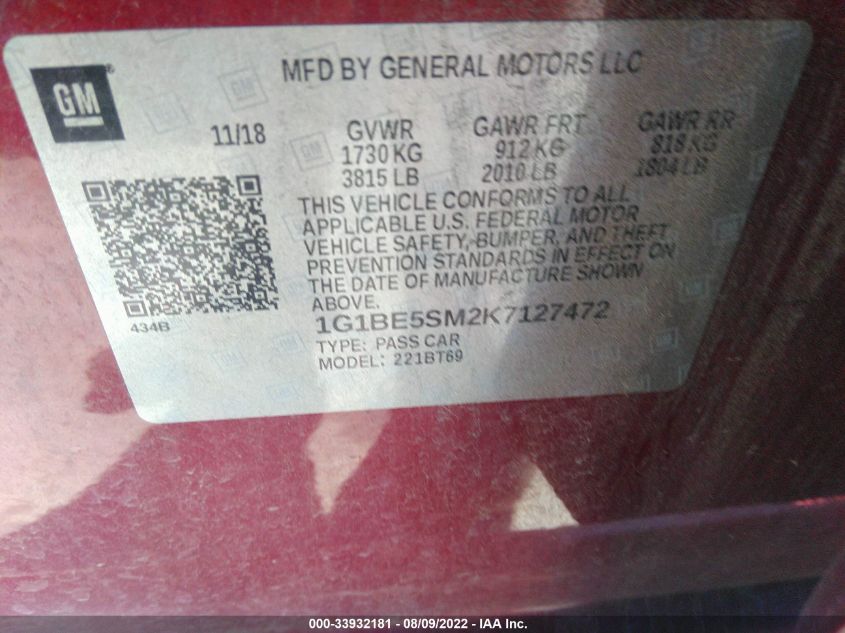 MFD BY GENERAL MOTORS LLC
GM
11/18 GVWR GAWR FRT GAWR RR
1730 KG 912 KG 818 KG
3815 LB 2010 LB 1804 LB
THIS VEHICLE CONFORMS TO ALL
APPLICABLE U.S. FEDERAL MOTOR
VEHICLE SAFETY, BUMPER, AND THEFT
PREVENTION STANDARDS IN EFFECT ON
THE DATE OF MANUFACTURE SHOWN
ABOVE.
434B
1G1BE5SM2K7127472
TYPE: PASS CAR
MODEL: 221BT69
000-33932181 - 08/09/2022 - IAA Inc.